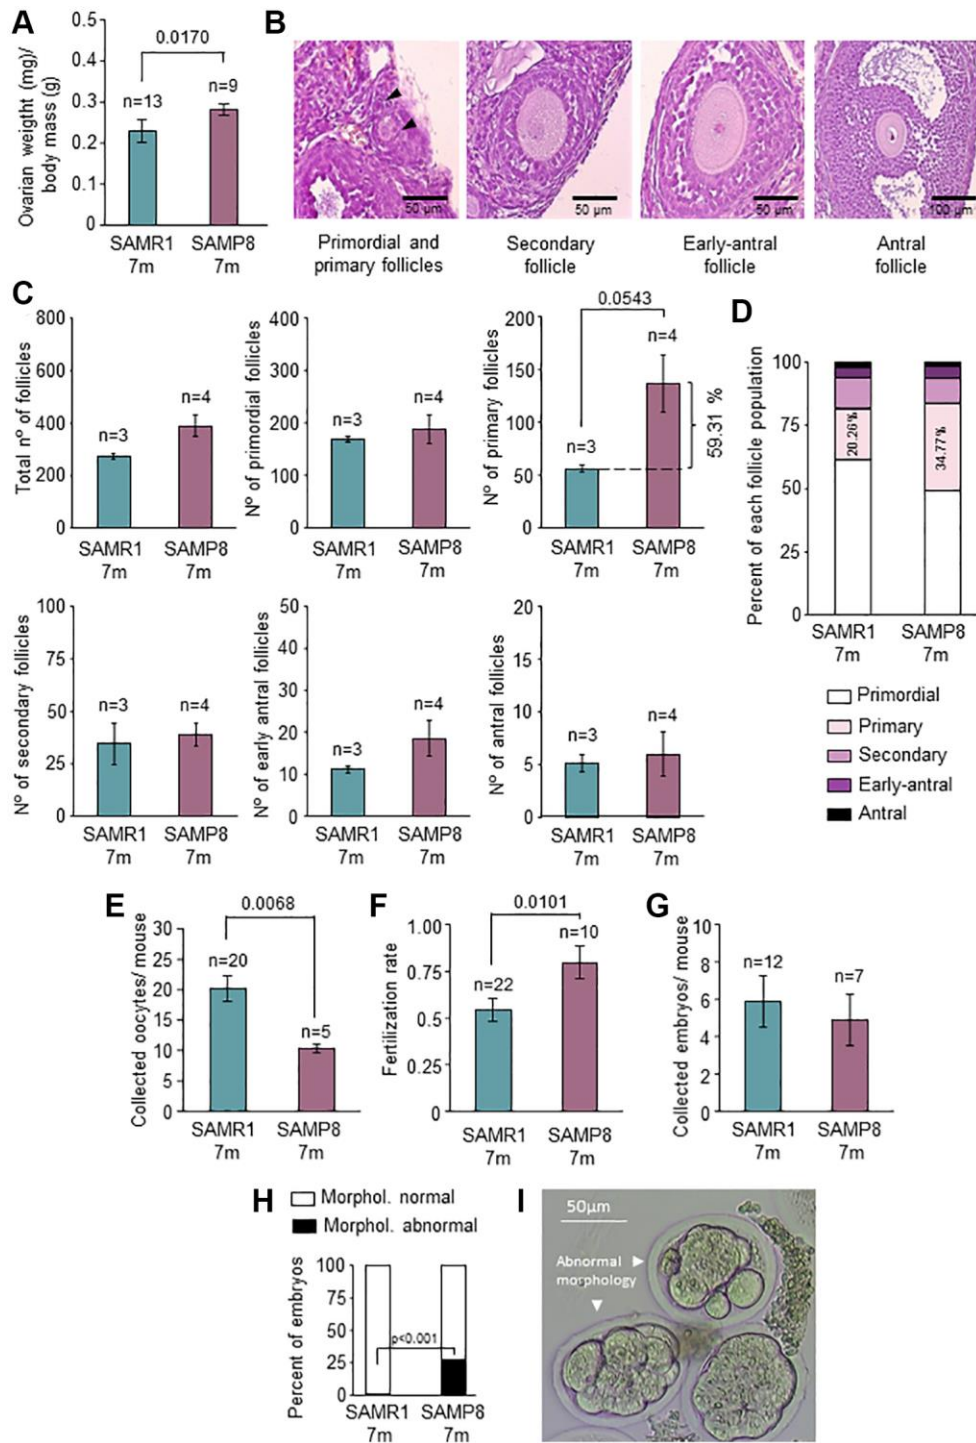 A
Ovarian weight (mg)/
body mass (g)
0.5
0.4
0.3
0.2
0.1
0
0.0170
n=13
n=9
SAMR1
7m
SAMP8
7m
B
50 µm
50 µm
50 µm
100 µm
Primordial and
primary follicles
Secondary
follicle
Early-antral
follicle
Antral
follicle
C
Total nº of follicles
800
600
400
200
0
n=3
n=4
SAMR1
7m
SAMP8
7m
Nº of primordial follicles
400
300
200
100
0
n=3
n=4
SAMR1
7m
SAMP8
7m
Nº of primary follicles
200
150
100
50
0
0.0543
n=3
n=4
59.31 %
SAMR1
7m
SAMP8
7m
D
Percent of each follicle population
100
75
50
25
0
20.26%
34.77%
SAMR1
7m
SAMP8
7m
Primordial
Primary
Secondary
Early-antral
Antral
Nº of secondary follicles
100
75
50
25
0
n=3
n=4
SAMR1
7m
SAMP8
7m
Nº of early antral follicles
50
40
30
20
10
0
n=3
n=4
SAMR1
7m
SAMP8
7m
Nº of antral follicles
20
15
10
5
0
n=3
n=4
SAMR1
7m
SAMP8
7m
E
Collected oocytes/ mouse
30
25
20
15
10
5
0
0.0068
n=20
n=5
SAMR1
7m
SAMP8
7m
F
Fertilization rate
1.00
0.75
0.5
0.25
0
0.0101
n=22
n=10
SAMR1
7m
SAMP8
7m
G
Collected embryos/ mouse
10
8
6
4
2
0
n=12
n=7
SAMR1
7m
SAMP8
7m
H
Morphol. normal
Morphol. abnormal
Percent of embryos
100
75
50
25
0
p<0.001
SAMR1
7m
SAMP8
7m
I
50µm
Abnormal
morphology